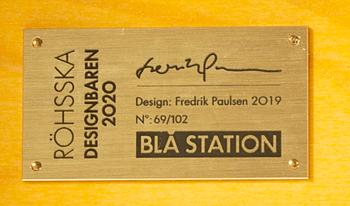 RÖHSSKA
DESIGNBAREN
2020
Design: Fredrik Paulsen 2019
N°: 69/102
BLÅ STATION